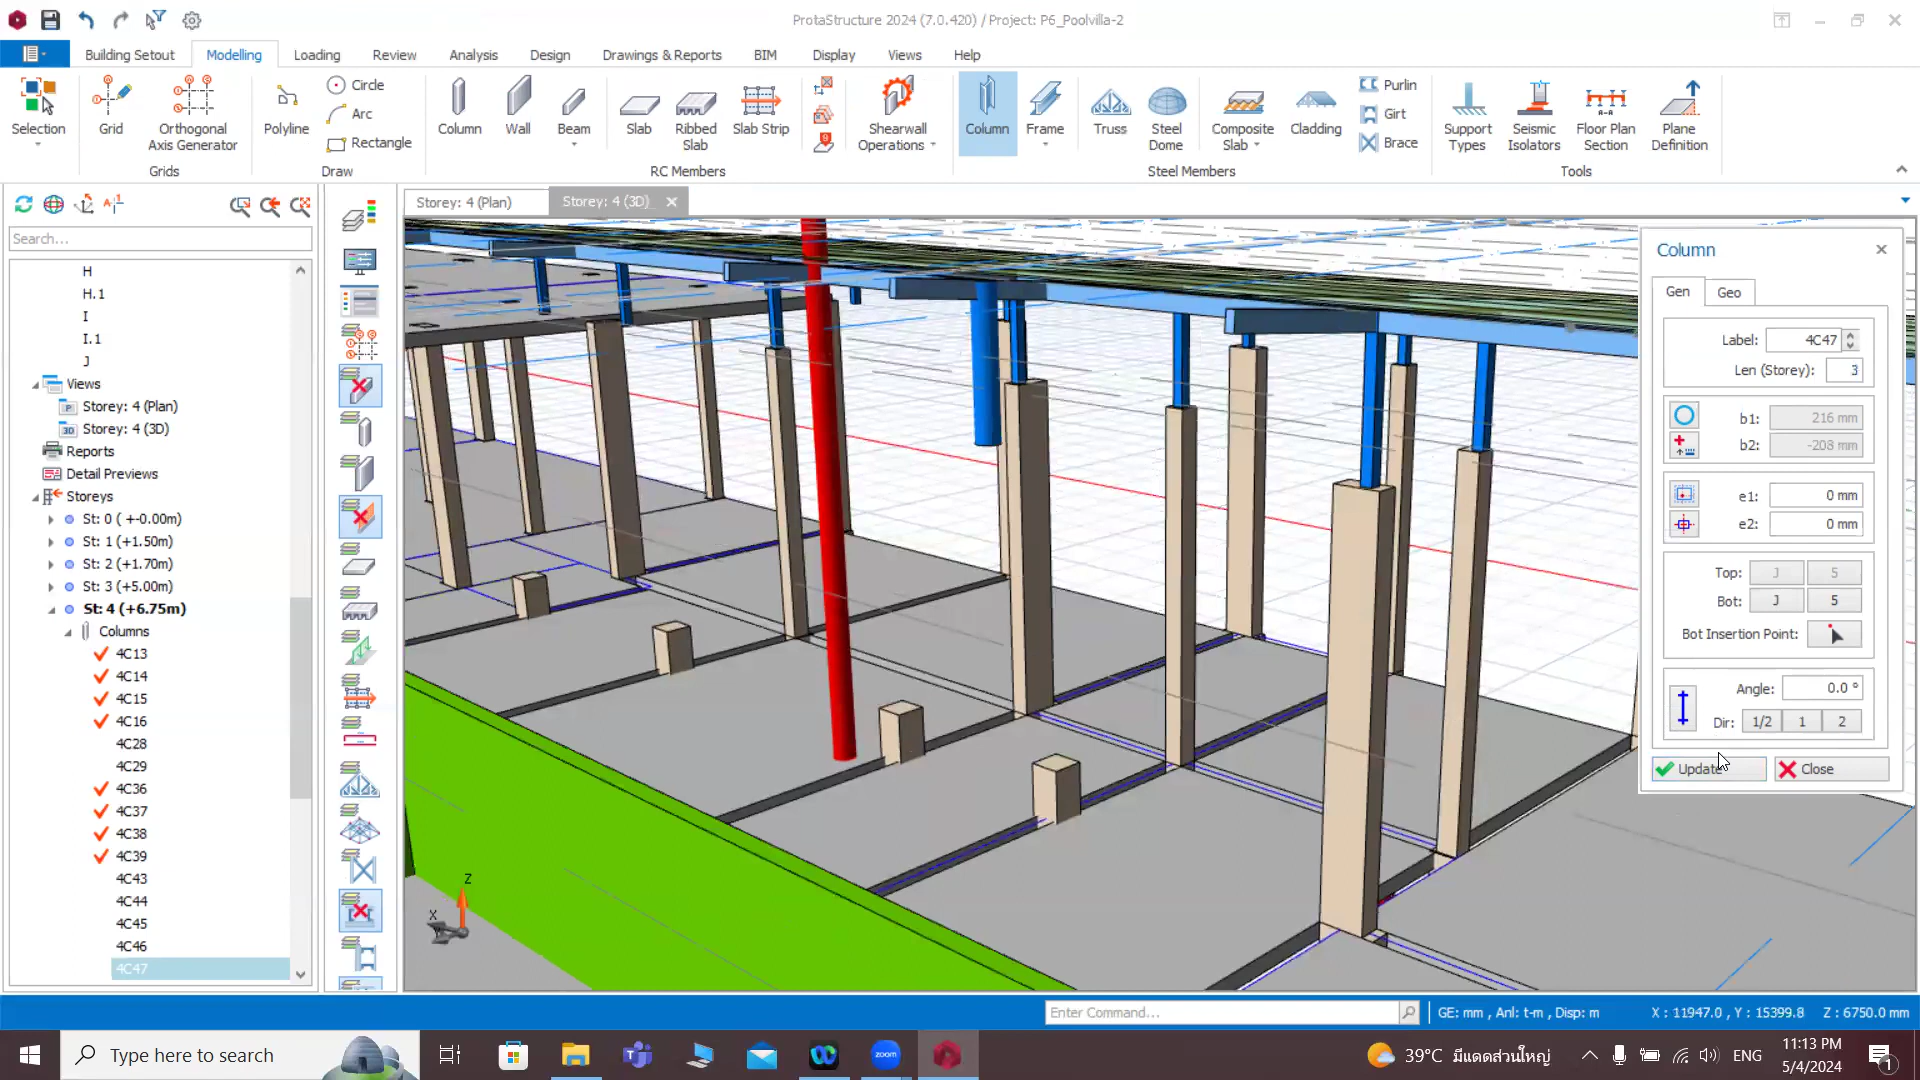 ProtaStructure 2024 (7.0.420) / Project: P6_Poolvilla-2
Building Setout
Modelling
Loading
Review
Analysis
Design
Drawings & Reports
BIM
Display
Views
Help
Selection
Grid
Orthogonal
Axis Generator
Grids
Polyline
Circle
Arc
Rectangle
Draw
Column
Wall
Beam
Slab
Ribbed
Slab
Slab Strip
Shearwall
Operations
RC Members
Column
Frame
Truss
Steel
Dome
Composite
Slab
Cladding
Purlin
Girt
Brace
Steel Members
Support
Types
Seismic
Isolators
Floor Plan
Section
Plane
Definition
Tools
Search...
H
H.1
I
I.1
J
Views
Storey: 4 (Plan)
Storey: 4 (3D)
Reports
Detail Previews
Storeys
St: 0 ( +-0.00m)
St: 1 (+1.50m)
St: 2 (+1.70m)
St: 3 (+5.00m)
St: 4 (+6.75m)
Columns
4C13
4C14
4C15
4C16
4C28
4C29
4C36
4C37
4C38
4C39
4C43
4C44
4C45
4C46
4C47
Storey: 4 (Plan)
Storey: 4 (3D)
Z
X
Column
Gen
Geo
Label: 4C47
Len (Storey): 3
b1: 216 mm
b2: -208 mm
e1: 0 mm
e2: 0 mm
Top: J 5
Bot: J 5
Bot Insertion Point:
Angle: 0.0 °
Dir: 1/2 1 2
Update
Close
Enter Command...
GE: mm , Anl: t-m , Disp: m
X : 11947.0 , Y : 15399.8
Z : 6750.0 mm
Type here to search
zoom
39°C มีแดดส่วนใหญ่
ENG
11:13 PM
5/4/2024
1